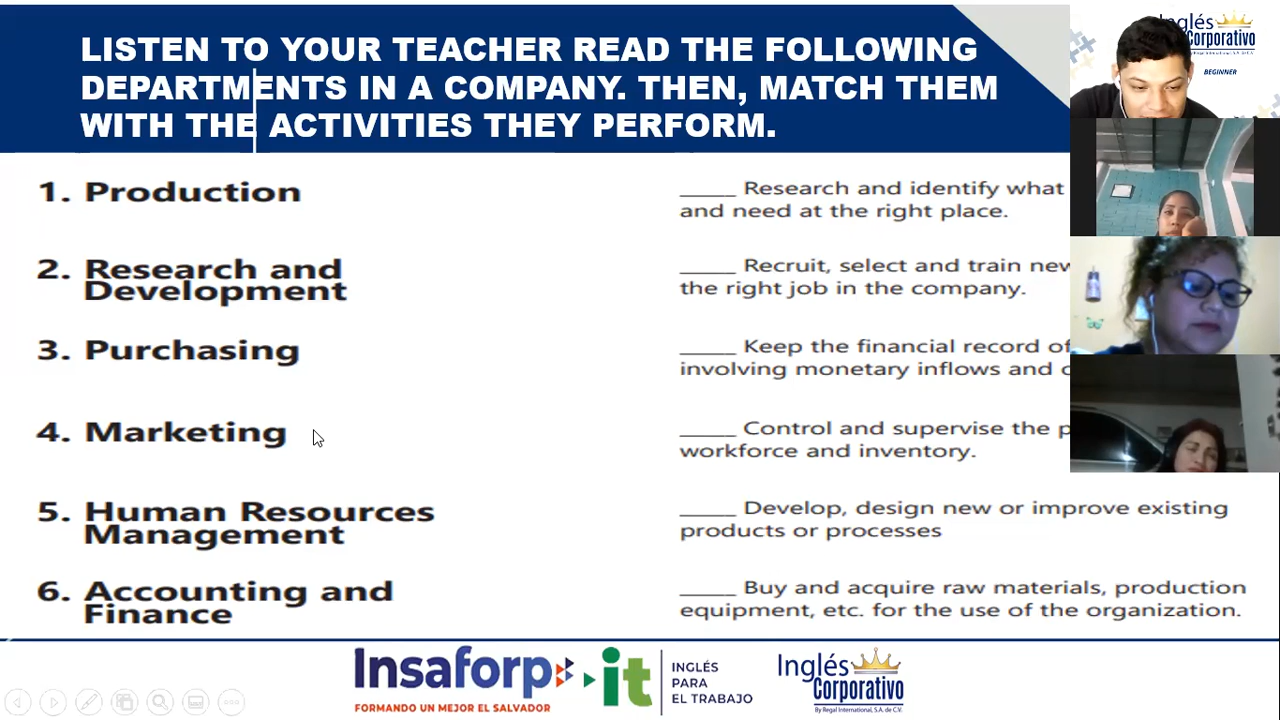 LISTEN TO YOUR TEACHER READ THE FOLLOWING
DEPARTMENTS IN A COMPANY. THEN, MATCH THEM
WITH THE ACTIVITIES THEY PERFORM.
Inglés
Corporativo
By Regal International, S.A. de C.V.
BEGINNER
1. Production
2. Research and
Development
3. Purchasing
4. Marketing
5. Human Resources
Management
6. Accounting and
Finance
_____ Research and identify what
and need at the right place.
_____ Recruit, select and train new
the right job in the company.
_____ Keep the financial record of
involving monetary inflows and
_____ Control and supervise the
workforce and inventory.
_____ Develop, design new or improve existing
products or processes
_____ Buy and acquire raw materials, production
equipment, etc. for the use of the organization.
Insaforp
FORMANDO UN MEJOR EL SALVADOR
it
INGLÉS
PARA
EL TRABAJO
Inglés
Corporativo
By Regal International, S.A. de C.V.